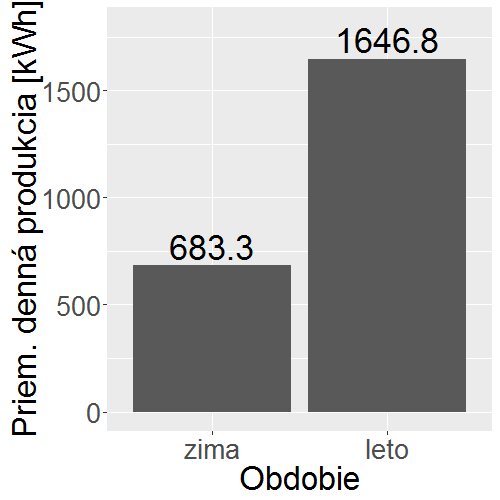 Priem. denná produkcia [kWh]
1646.8
683.3
1500
1000
500
0
zima leto
Obdobie